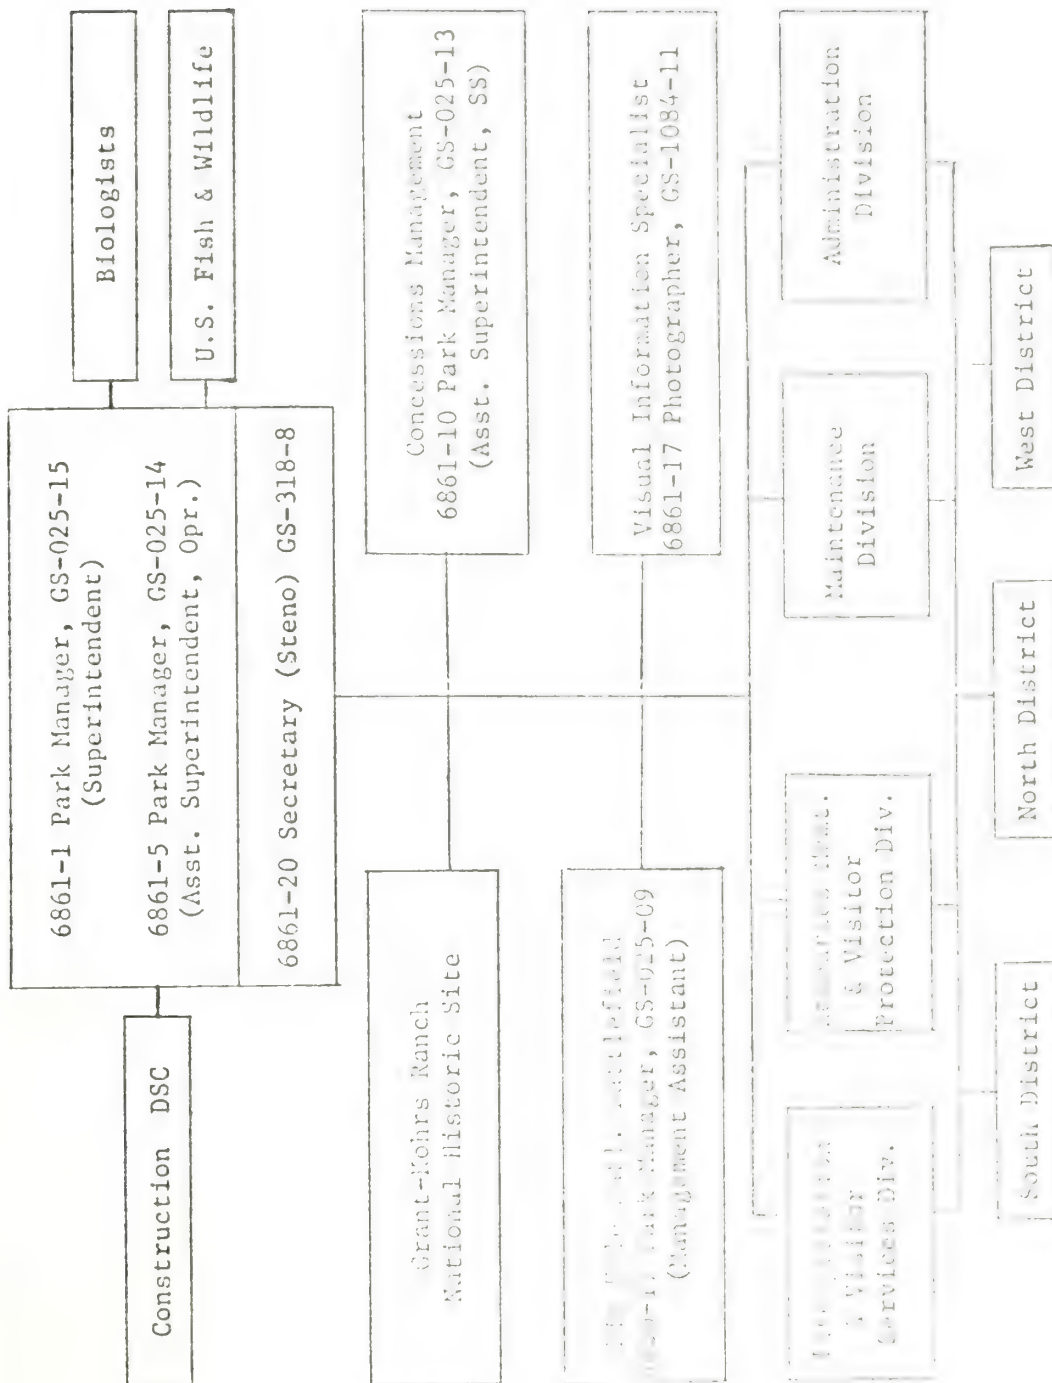 6861-1 Park Manager, GS-025-15
(Superintendent)
6861-5 Park Manager, GS-025-14
(Asst. Superintendent, Opr.)
6861-20 Secretary (Steno) GS-318-8
Construction DSC
Biologists
U.S. Fish & Wildlife
Grant-Kohrs Ranch
National Historic Site
Concessions Management
6861-10 Park Manager, GS-025-13
(Asst. Superintendent, SS)
Battlefield
Park Manager, GS-025-09
(Management Assistant)
Visual Information Specialist
6861-17 Photographer, GS-1084-11
& Visitor
Services Div.
& Visitor
Protection Div.
Maintenance
Division
Administration
Division
South District
North District
West District